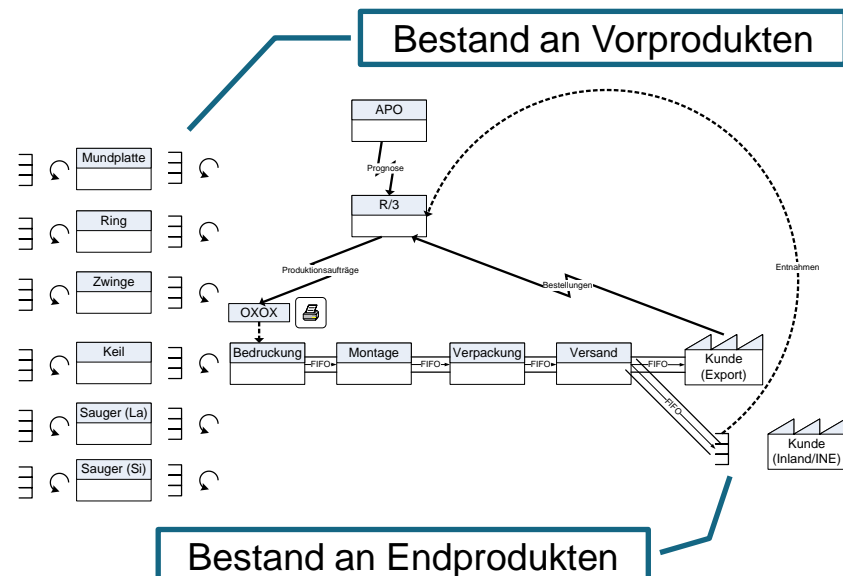 Bestand an Vorprodukten
APO
Prognose
R/3
Mundplatte
Ring
Zwinge
Keil
Sauger (La)
Sauger (Si)
Produktionsaufträge
Bestellungen
Entnahmen
OXOX
Bedruckung
FIFO
Montage
FIFO
Verpackung
FIFO
Versand
FIFO
Kunde
(Export)
FIFO
Kunde
(Inland/INE)
Bestand an Endprodukten